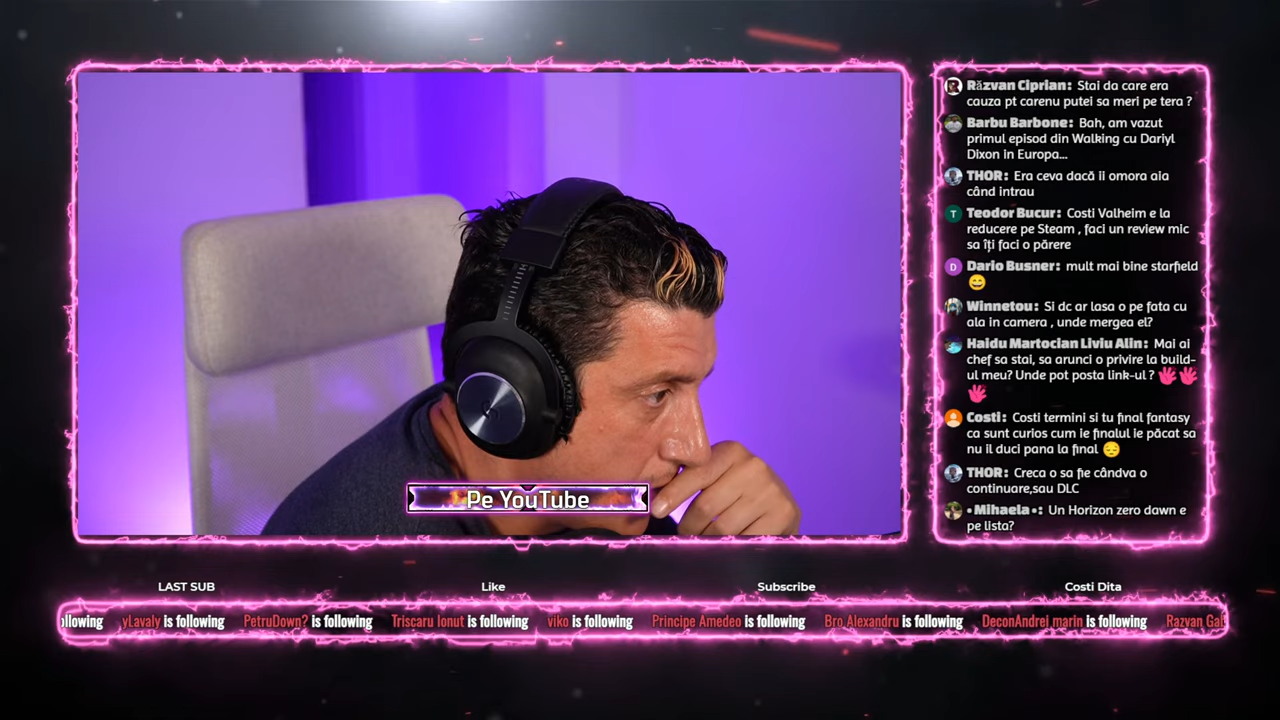 Răzvan Ciprian: Stai da care era
cauza pt carenu putei sa meri pe tera ?
Barbu Barbone: Bah, am vazut
primul episod din Walking cu Dariyl
Dixon in Europa...
THOR: Era ceva dacă ii omora aia
când intrau
T Teodor Bucur: Costi Valheim e la
reducere pe Steam , faci un review mic
sa îți faci o părere
D Dario Busner: mult mai bine starfield
😄
Winnetou: Si dc ar lasa o pe fata cu
ala in camera , unde mergea el?
Haidu Martocian Liviu Alin: Mai ai
chef sa stai, sa arunci o privire la build-
ul meu? Unde pot posta link-ul ? 👋👋
👋
Costi: Costi termini si tu final fantasy
ca sunt curios cum ie finalul ie păcat sa
nu il duci pana la final 😔
THOR: Creca o sa fie cândva o
continuare,sau DLC
•Mihaela•: Un Horizon zero dawn e
pe lista?
Pe YouTube
LAST SUB Like Subscribe Costi Dita
ollowing yLavaly is following PetruDown? is following Triscaru Ionut is following viko is following Principe Amedeo is following Bro Alexandru is following DeconAndrei marin is following Razvan Gal